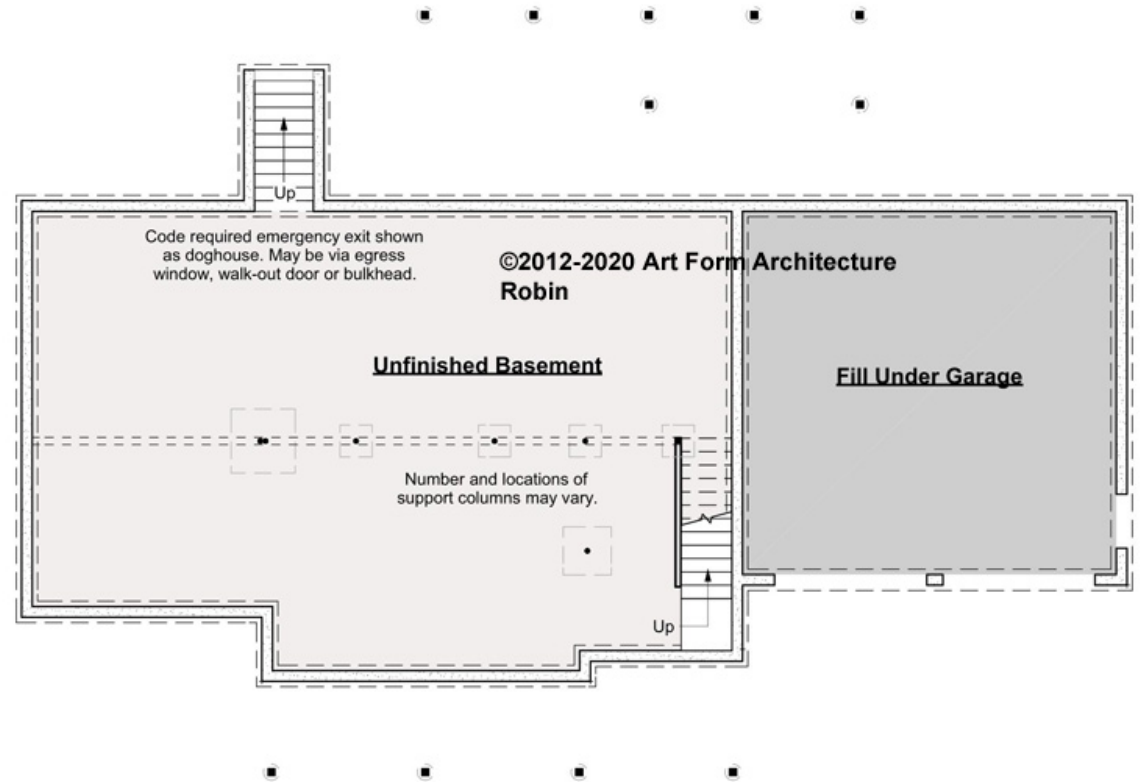 Up
Code required emergency exit shown
as doghouse. May be via egress
window, walk-out door or bulkhead.
©2012-2020 Art Form Architecture
Robin
Unfinished Basement
Fill Under Garage
Number and locations of
support columns may vary.
Up